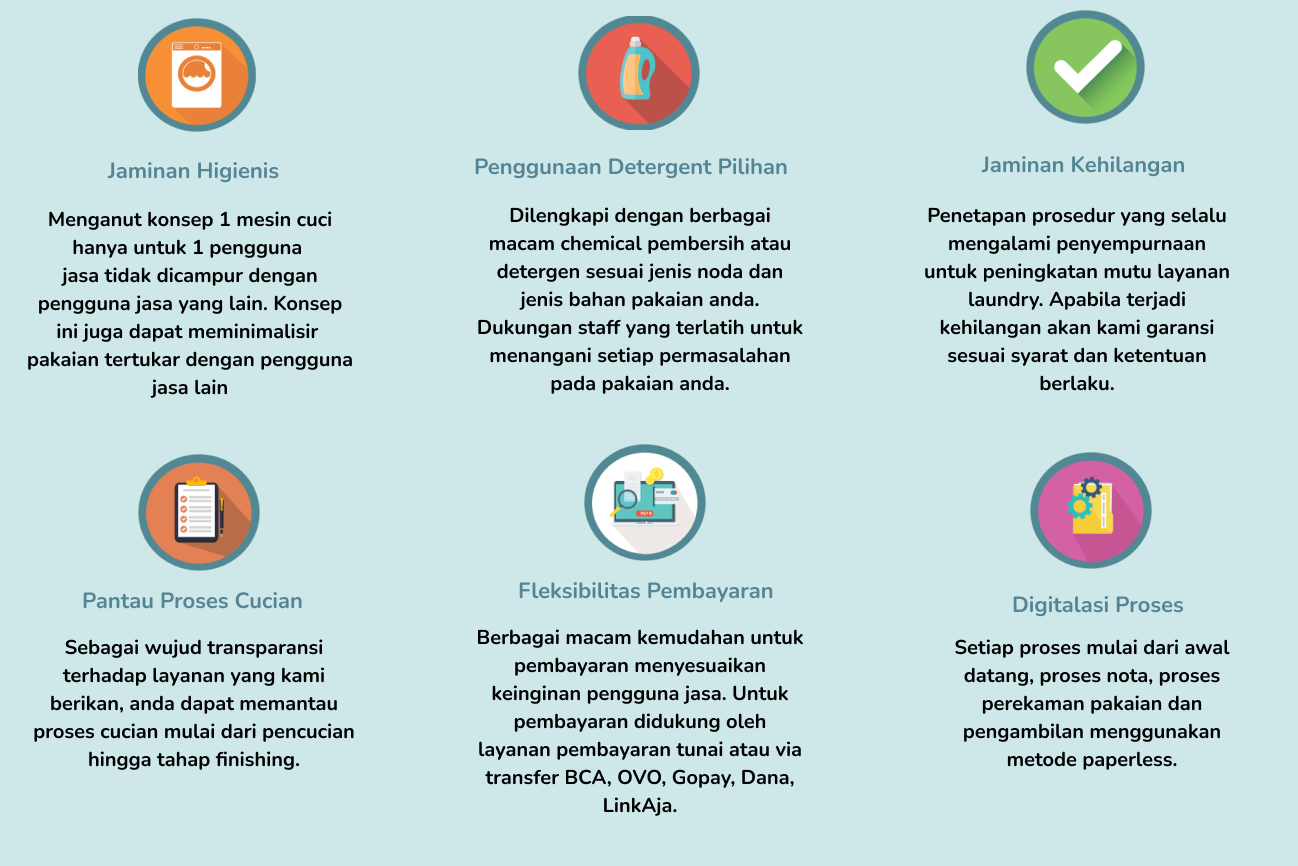 Jaminan Higienis
Menganut konsep 1 mesin cuci
hanya untuk 1 pengguna
jasa tidak dicampur dengan
pengguna jasa yang lain. Konsep
ini juga dapat meminimalisir
pakaian tertukar dengan pengguna
jasa lain
Penggunaan Detergent Pilihan
Dilengkapi dengan berbagai
macam chemical pembersih atau
detergen sesuai jenis noda dan
jenis bahan pakaian anda.
Dukungan staff yang terlatih untuk
menangani setiap permasalahan
pada pakaian anda.
Jaminan Kehilangan
Penetapan prosedur yang selalu
mengalami penyempurnaan
untuk peningkatan mutu layanan
laundry. Apabila terjadi
kehilangan akan kami garansi
sesuai syarat dan ketentuan
berlaku.
Pantau Proses Cucian
Sebagai wujud transparansi
terhadap layanan yang kami
berikan, anda dapat memantau
proses cucian mulai dari pencucian
hingga tahap finishing.
Fleksibilitas Pembayaran
Berbagai macam kemudahan untuk
pembayaran menyesuaikan
keinginan pengguna jasa. Untuk
pembayaran didukung oleh
layanan pembayaran tunai atau via
transfer BCA, OVO, Gopay, Dana,
LinkAja.
Digitalasi Proses
Setiap proses mulai dari awal
datang, proses nota, proses
perekaman pakaian dan
pengambilan menggunakan
metode paperless.